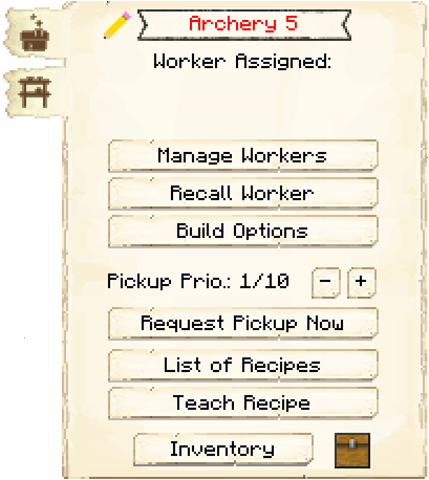 Archery 5
Worker Assigned:
Manage Workers
Recall Worker
Build Options
Pickup Prio.: 1/10 - +
Request Pickup Now
List of Recipes
Teach Recipe
Inventory